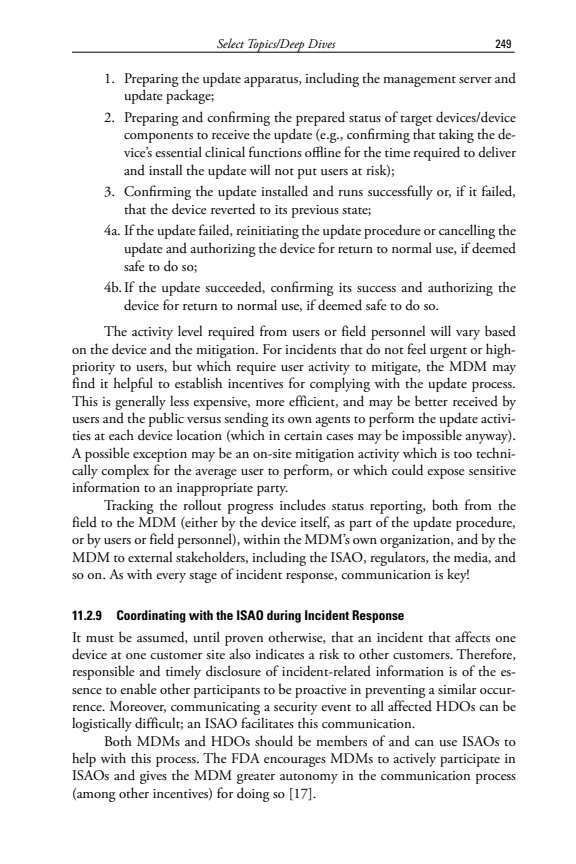 Select Topics/Deep Dives 249
1. Preparing the update apparatus, including the management server and
update package;
2. Preparing and confirming the prepared status of target devices/device
components to receive the update (e.g., confirming that taking the de-
vice’s essential clinical functions offline for the time required to deliver
and install the update will not put users at risk);
3. Confirming the update installed and runs successfully or, if it failed,
that the device reverted to its previous state;
4a. If the update failed, reinitiating the update procedure or cancelling the
update and authorizing the device for return to normal use, if deemed
safe to do so;
4b. If the update succeeded, confirming its success and authorizing the
device for return to normal use, if deemed safe to do so.
The activity level required from users or field personnel will vary based
on the device and the mitigation. For incidents that do not feel urgent or high-
priority to users, but which require user activity to mitigate, the MDM may
find it helpful to establish incentives for complying with the update process.
This is generally less expensive, more efficient, and may be better received by
users and the public versus sending its own agents to perform the update activi-
ties at each device location (which in certain cases may be impossible anyway).
A possible exception may be an on-site mitigation activity which is too techni-
cally complex for the average user to perform, or which could expose sensitive
information to an inappropriate party.
Tracking the rollout progress includes status reporting, both from the
field to the MDM (either by the device itself, as part of the update procedure,
or by users or field personnel), within the MDM’s own organization, and by the
MDM to external stakeholders, including the ISAO, regulators, the media, and
so on. As with every stage of incident response, communication is key!
11.2.9 Coordinating with the ISAO during Incident Response
It must be assumed, until proven otherwise, that an incident that affects one
device at one customer site also indicates a risk to other customers. Therefore,
responsible and timely disclosure of incident-related information is of the es-
sence to enable other participants to be proactive in preventing a similar occur-
rence. Moreover, communicating a security event to all affected HDOs can be
logistically difficult; an ISAO facilitates this communication.
Both MDMs and HDOs should be members of and can use ISAOs to
help with this process. The FDA encourages MDMs to actively participate in
ISAOs and gives the MDM greater autonomy in the communication process
(among other incentives) for doing so [17].